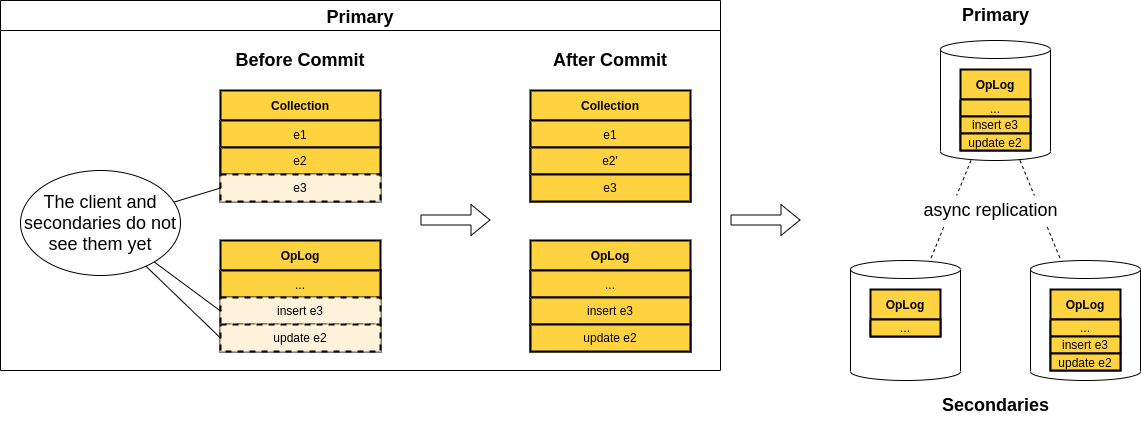 Primary
Before Commit
After Commit
Collection
e1
e2
e3
The client and
secondaries do not
see them yet
OpLog
...
insert e3
update e2
Collection
e1
e2'
e3
OpLog
...
insert e3
update e2
Primary
OpLog
...
insert e3
update e2
async replication
OpLog
...
OpLog
...
insert e3
update e2
Secondaries